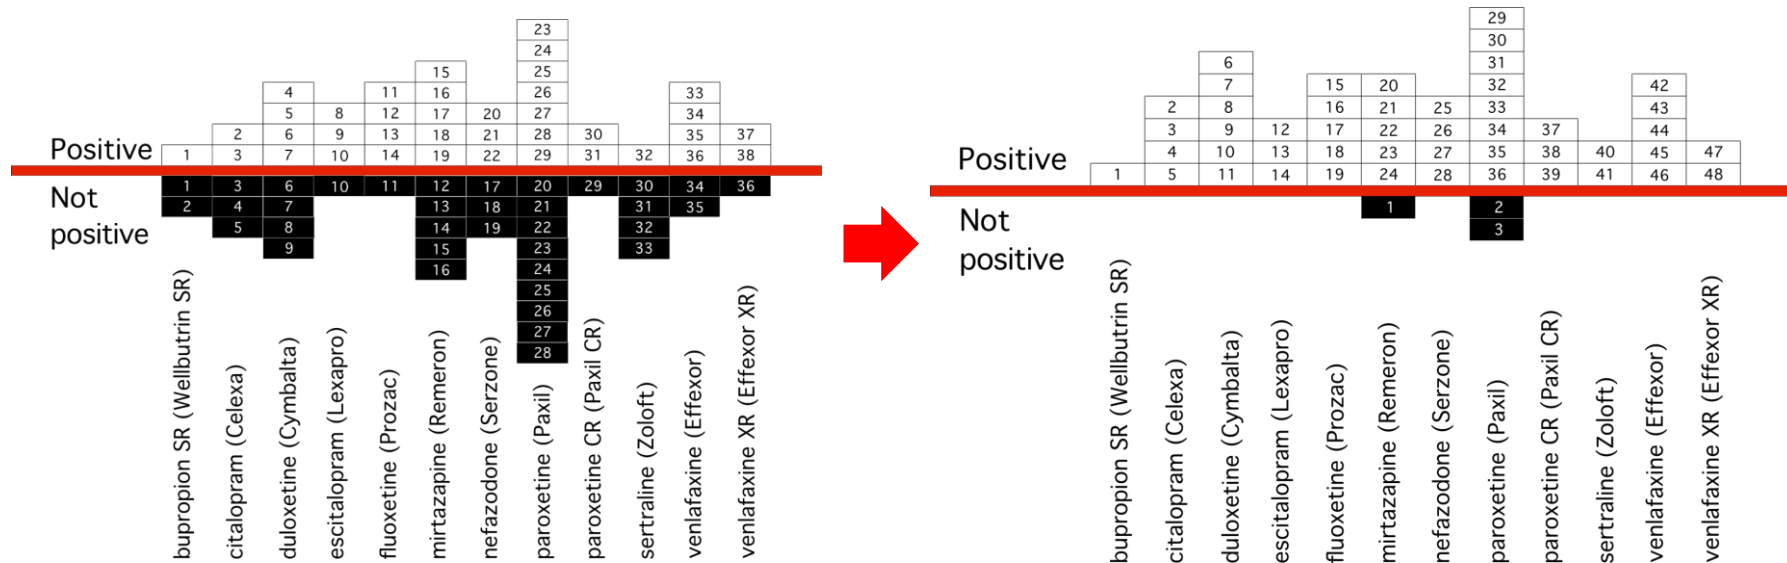 23
24
15 25
4 11 16 26 33
5 8 12 17 20 27 34
2 6 9 13 18 21 28 30 35 37
Positive 1 3 7 10 14 19 22 29 31 32 36 38
Not 1 3 6 10 11 12 17 20 29 30 34 36
2 4 7 13 18 21 31 35
positive 5 8 14 19 22 32
9 15 23 33
16 24
25
26
27
28
bupropion SR (Wellbutrin SR)
citalopram (Celexa)
duloxetine (Cymbalta)
escitalopram (Lexapro)
fluoxetine (Prozac)
mirtazapine (Remeron)
nefazodone (Serzone)
paroxetine (Paxil)
paroxetine CR (Paxil CR)
sertraline (Zoloft)
venlafaxine (Effexor)
venlafaxine XR (Effexor XR)
29
30
6 31
7 15 20 32 42
2 8 16 21 25 33 43
3 9 12 17 22 26 34 37 44
Positive 4 10 13 18 23 27 35 38 40 45 47
1 5 11 14 19 24 28 36 39 41 46 48
Not 1 2
3
positive
bupropion SR (Wellbutrin SR)
citalopram (Celexa)
duloxetine (Cymbalta)
escitalopram (Lexapro)
fluoxetine (Prozac)
mirtazapine (Remeron)
nefazodone (Serzone)
paroxetine (Paxil)
paroxetine CR (Paxil CR)
sertraline (Zoloft)
venlafaxine (Effexor)
venlafaxine XR (Effexor XR)